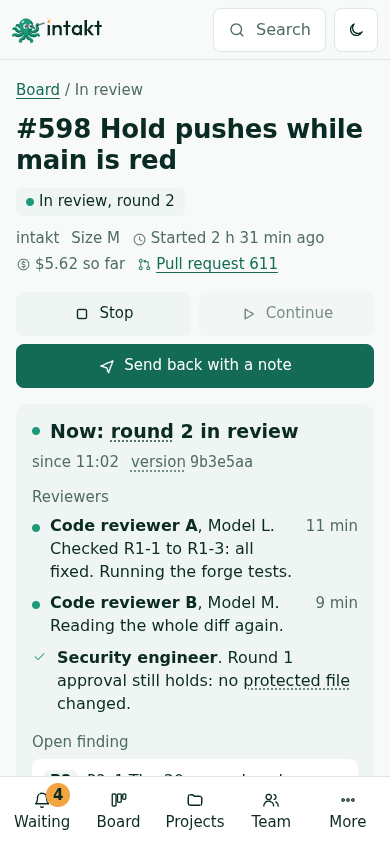 intakt
Search
Board / In review
#598 Hold pushes while
main is red
In review, round 2
intakt Size M Started 2 h 31 min ago
$5.62 so far Pull request 611
Stop
Continue
Send back with a note
Now: round 2 in review
since 11:02 version 9b3e5aa
Reviewers
Code reviewer A, Model L. 11 min
Checked R1-1 to R1-3: all
fixed. Running the forge tests.
Code reviewer B, Model M. 9 min
Reading the whole diff again.
Security engineer. Round 1
approval still holds: no protected file
changed.
Open finding
4
Waiting Board Projects Team More